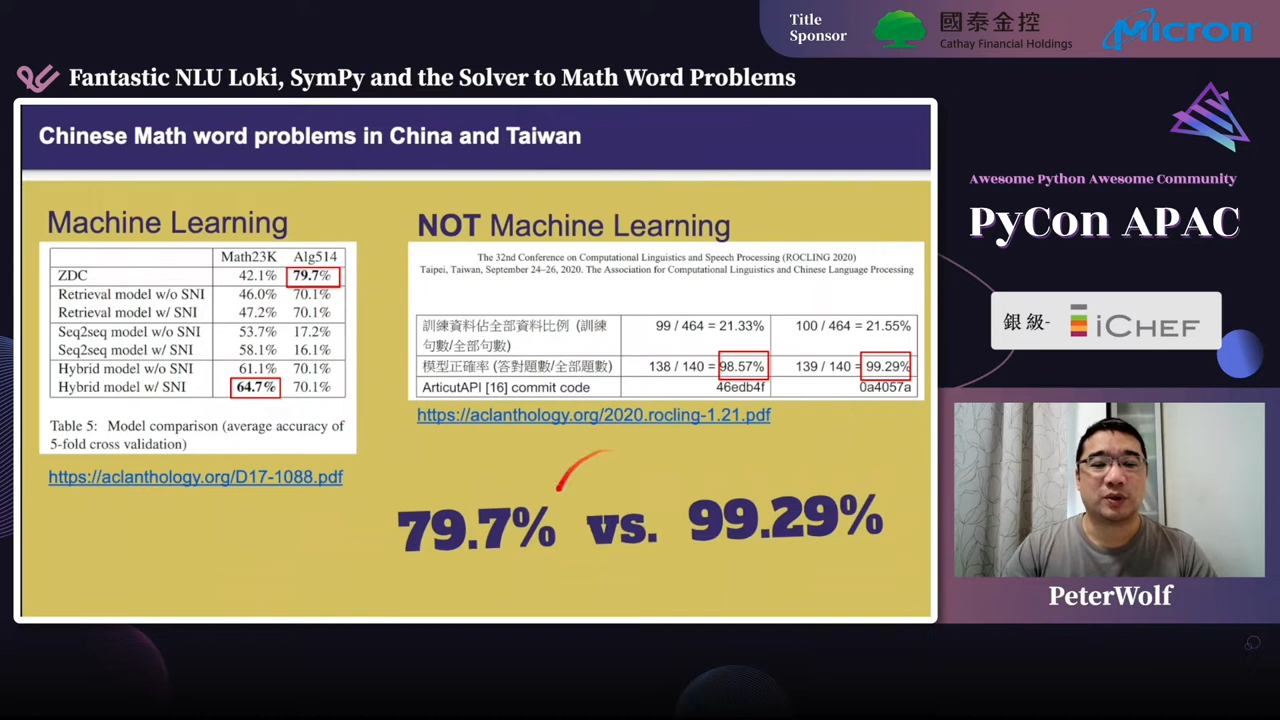 Title
Sponsor
國泰金控
Cathay Financial Holdings
Micron
Fantastic NLU Loki, SymPy and the Solver to Math Word Problems
Chinese Math word problems in China and Taiwan
Machine Learning
Math23K Alg514
ZDC 42.1% 79.7%
Retrieval model w/o SNI 46.0% 70.1%
Retrieval model w/ SNI 47.2% 70.1%
Seq2seq model w/o SNI 53.7% 17.2%
Seq2seq model w/ SNI 58.1% 16.1%
Hybrid model w/o SNI 61.1% 70.1%
Hybrid model w/ SNI 64.7% 70.1%
Table 5: Model comparison (average accuracy of
5-fold cross validation)
https://aclanthology.org/D17-1088.pdf
NOT Machine Learning
The 32nd Conference on Computational Linguistics and Speech Processing (ROCLING 2020)
Taipei, Taiwan, September 24–26, 2020. The Association for Computational Linguistics and Chinese Language Processing
訓練資料佔全部資料比例 (訓練 99 / 464 = 21.33% 100 / 464 = 21.55%
句數/全部句數)
模型正確率 (答對題數/全部題數) 138 / 140 = 98.57% 139 / 140 = 99.29%
ArticutAPI [16] commit code 46edb4f 0a4057a
https://aclanthology.org/2020.rocling-1.21.pdf
79.7% vs. 99.29%
Awesome Python Awesome Community
PyCon APAC
銀級- iCHEF
PeterWolf